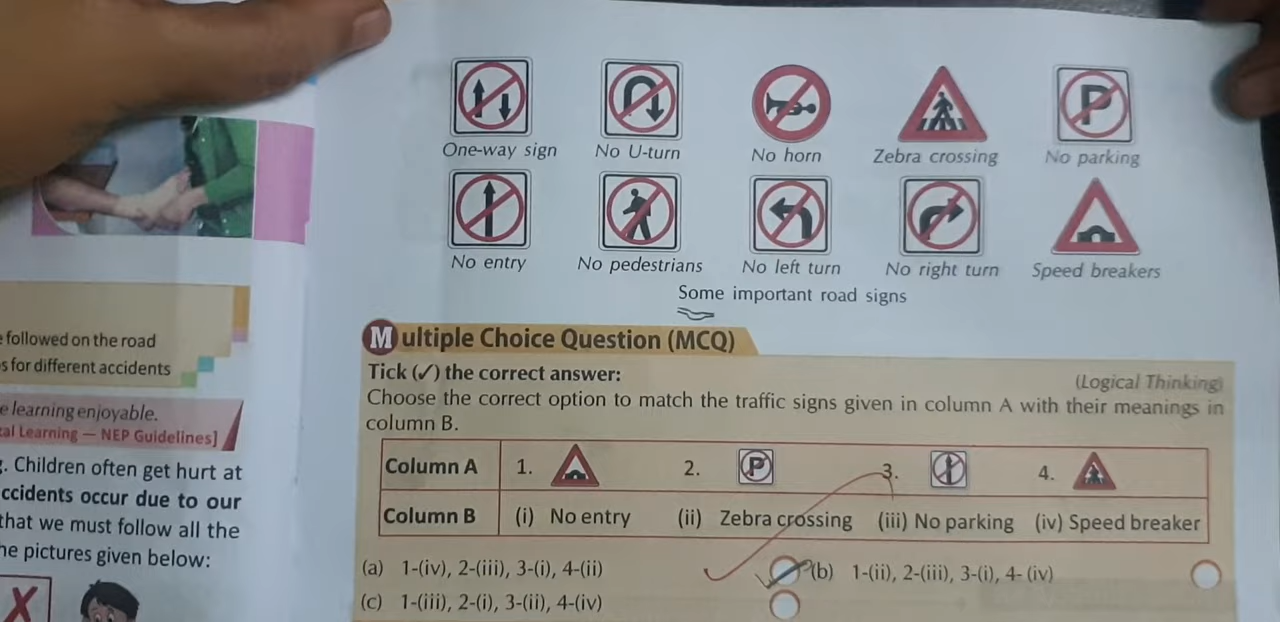 One-way sign No U-turn No horn Zebra crossing No parking
P
No entry No pedestrians No left turn No right turn Speed breakers
Some important road signs
followed on the road
s for different accidents
e learning enjoyable.
al Learning — NEP Guidelines]
. Children often get hurt at
ccidents occur due to our
that we must follow all the
he pictures given below:
Multiple Choice Question (MCQ)
Tick (✓) the correct answer:
(Logical Thinking)
Choose the correct option to match the traffic signs given in column A with their meanings in
column B.
Column A 1. 2. P 3. 4.
Column B (i) No entry (ii) Zebra crossing (iii) No parking (iv) Speed breaker
(a) 1-(iv), 2-(iii), 3-(i), 4-(ii) (b) 1-(ii), 2-(iii), 3-(i), 4- (iv)
(c) 1-(iii), 2-(i), 3-(ii), 4-(iv)